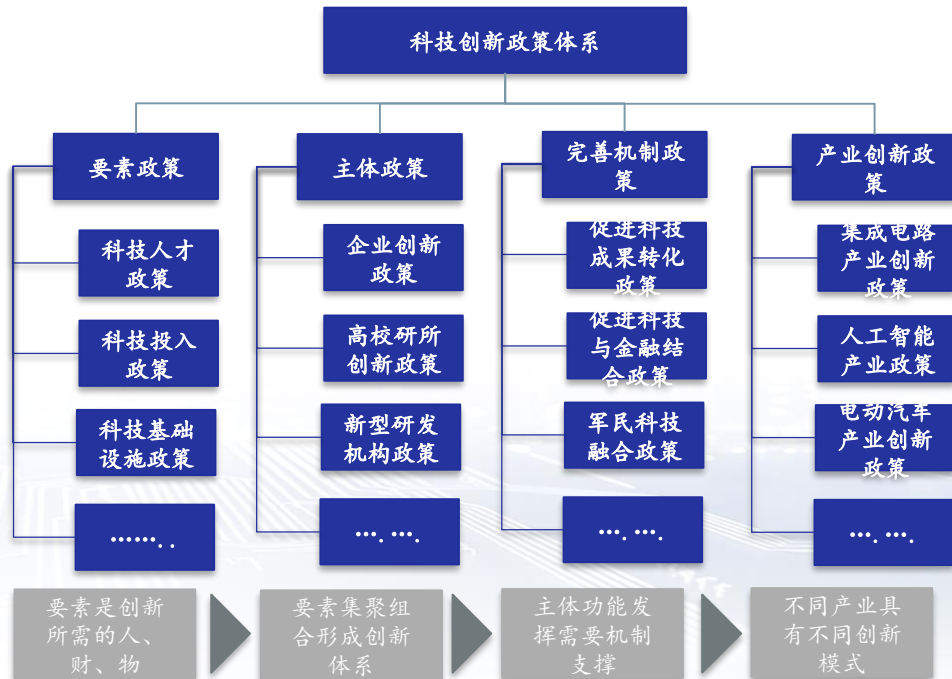 科技创新政策体系
要素政策
科技人才
政策
科技投入
政策
科技基础
设施政策
……..
主体政策
企业创新
政策
高校研所
创新政策
新型研发
机构政策
…. ….
完善机制政
策
促进科技
成果转化
政策
促进科技
与金融结
合政策
军民科技
融合政策
…. ….
产业创新政
策
集成电路
产业创新
政策
人工智能
产业政策
电动汽车
产业创新
政策
…. ….
要素是创新
所需的人、
财、物
要素集聚组
合形成创新
体系
主体功能发
挥需要机制
支撑
不同产业具
有不同创新
模式